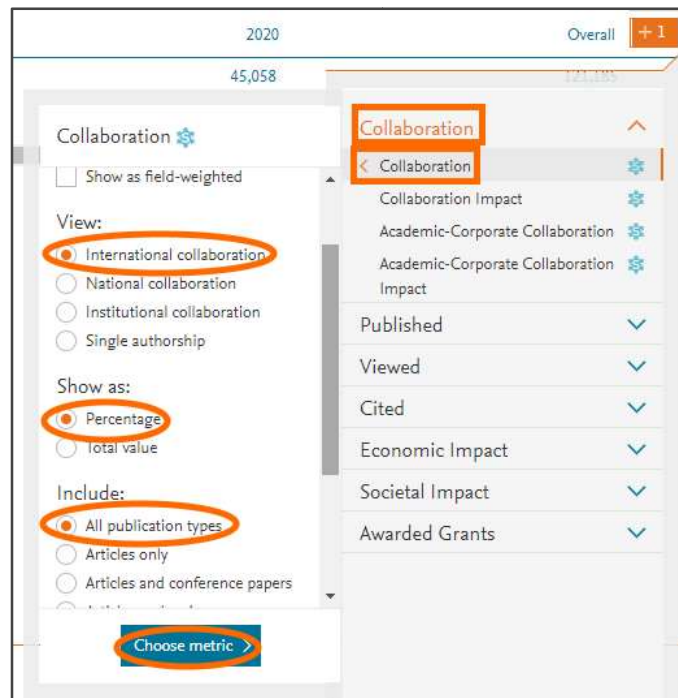 2020 Overall +1
45,058 121,185
Collaboration
Show as field-weighted
View:
International collaboration
National collaboration
Institutional collaboration
Single authorship
Show as:
Percentage
Total value
Include:
All publication types
Articles only
Articles and conference papers
Choose metric >
Collaboration
< Collaboration
Collaboration Impact
Academic-Corporate Collaboration
Academic-Corporate Collaboration
Impact
Published
Viewed
Cited
Economic Impact
Societal Impact
Awarded Grants